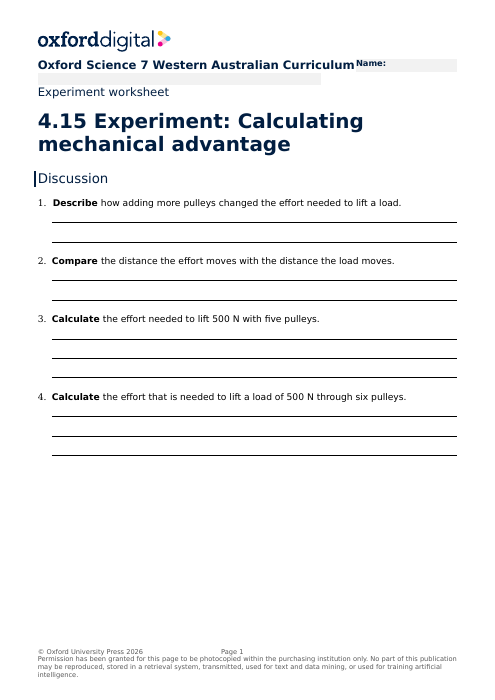 oxforddigital
Oxford Science 7 Western Australian Curriculum Name:
Experiment worksheet
4.15 Experiment: Calculating
mechanical advantage
Discussion
1. Describe how adding more pulleys changed the effort needed to lift a load.
2. Compare the distance the effort moves with the distance the load moves.
3. Calculate the effort needed to lift 500 N with five pulleys.
4. Calculate the effort that is needed to lift a load of 500 N through six pulleys.
© Oxford University Press 2026 Page 1
Permission has been granted for this page to be photocopied within the purchasing institution only. No part of this publication
may be reproduced, stored in a retrieval system, transmitted, used for text and data mining, or used for training artificial
intelligence.